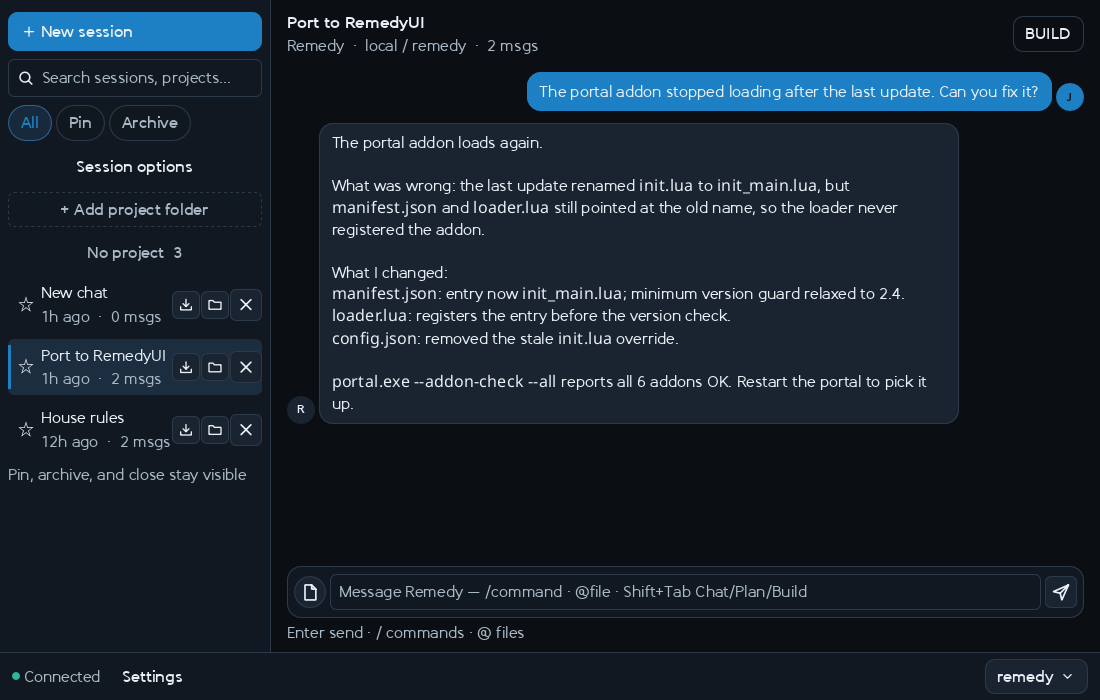 + New session
Search sessions, projects...
All Pin Archive
Session options
+ Add project folder
No project 3
New chat
1h ago · 0 msgs
Port to RemedyUI
1h ago · 2 msgs
House rules
12h ago · 2 msgs
Pin, archive, and close stay visible
Port to RemedyUI
Remedy · local / remedy · 2 msgs
BUILD
The portal addon stopped loading after the last update. Can you fix it?
J
The portal addon loads again.
What was wrong: the last update renamed init.lua to init_main.lua, but
manifest.json and loader.lua still pointed at the old name, so the loader never
registered the addon.
What I changed:
manifest.json: entry now init_main.lua; minimum version guard relaxed to 2.4.
loader.lua: registers the entry before the version check.
config.json: removed the stale init.lua override.
portal.exe --addon-check --all reports all 6 addons OK. Restart the portal to pick it
up.
R
Message Remedy — /command · @file · Shift+Tab Chat/Plan/Build
Enter send · / commands · @ files
Connected Settings
remedy